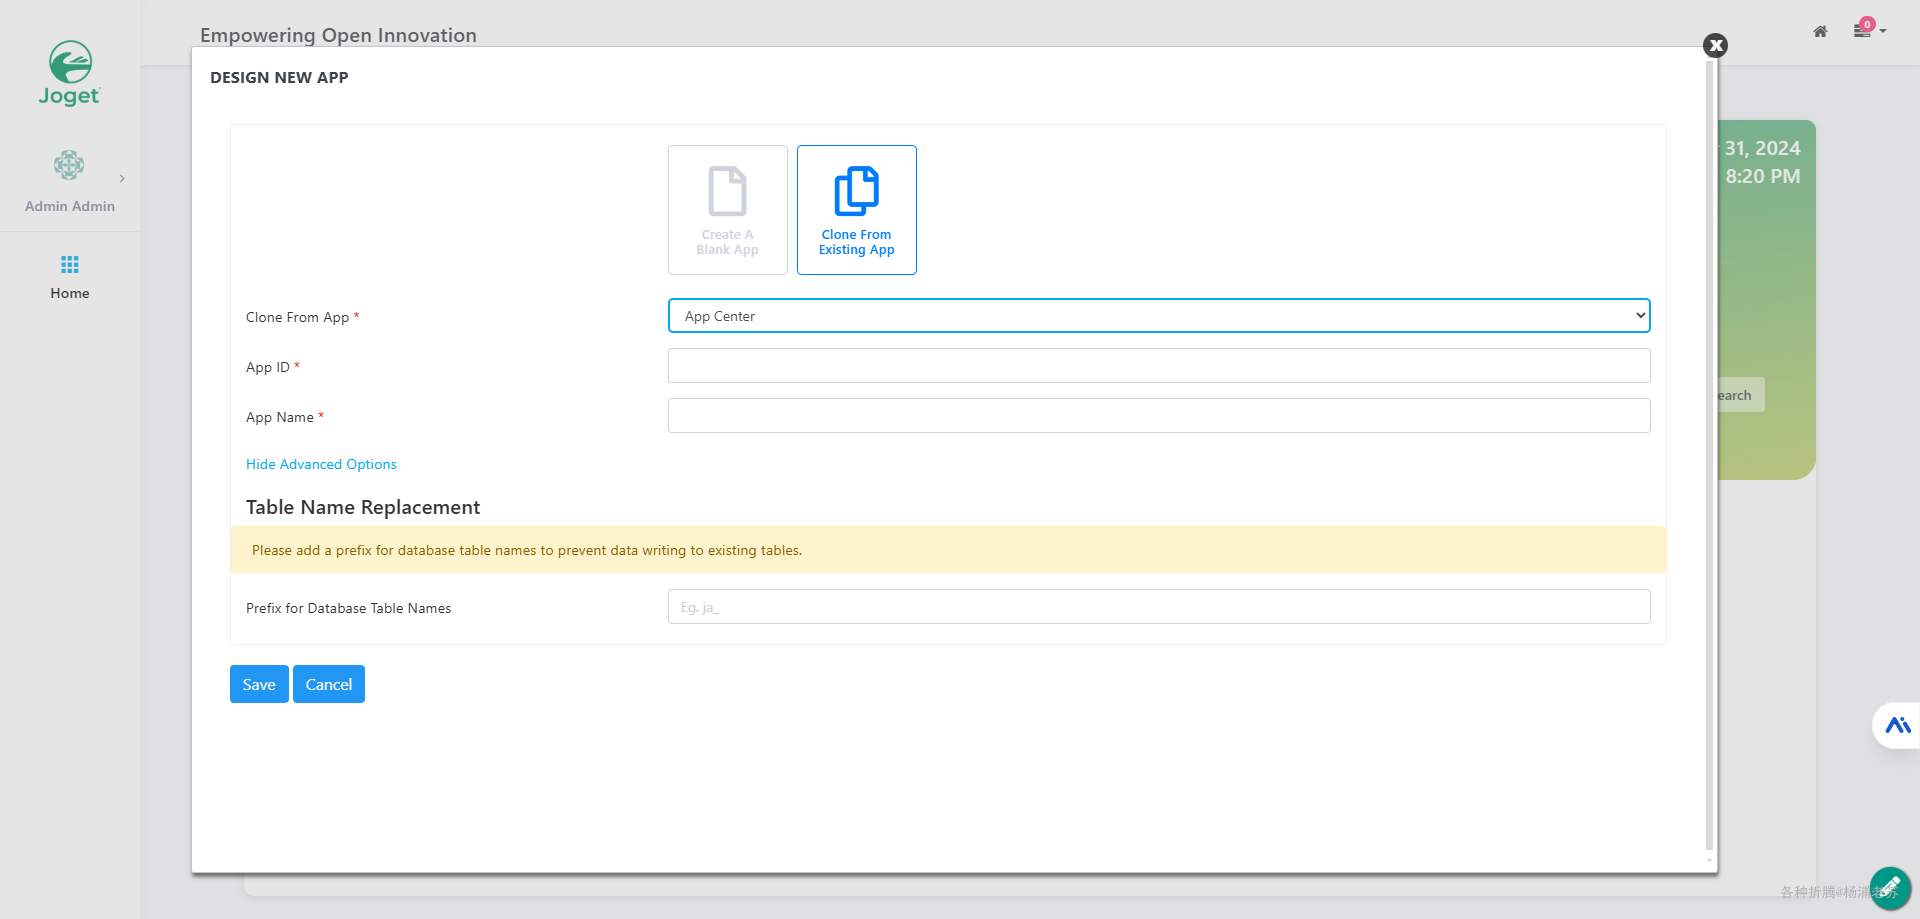 Empowering Open Innovation
0
Joget
DESIGN NEW APP
31, 2024
8:20 PM
Admin Admin
Create A
Blank App
Clone From
Existing App
Home
Clone From App *
App Center
App ID *
earch
App Name *
Hide Advanced Options
Table Name Replacement
Please add a prefix for database table names to prevent data writing to existing tables.
Prefix for Database Table Names
Eg. ja_
Save
Cancel
各种折腾@杨浦老苏